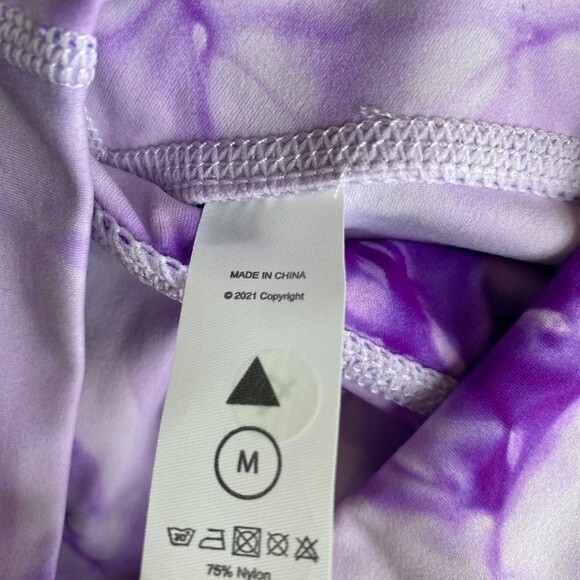 MADE IN CHINA
© 2021 Copyright
M
75% Nylon